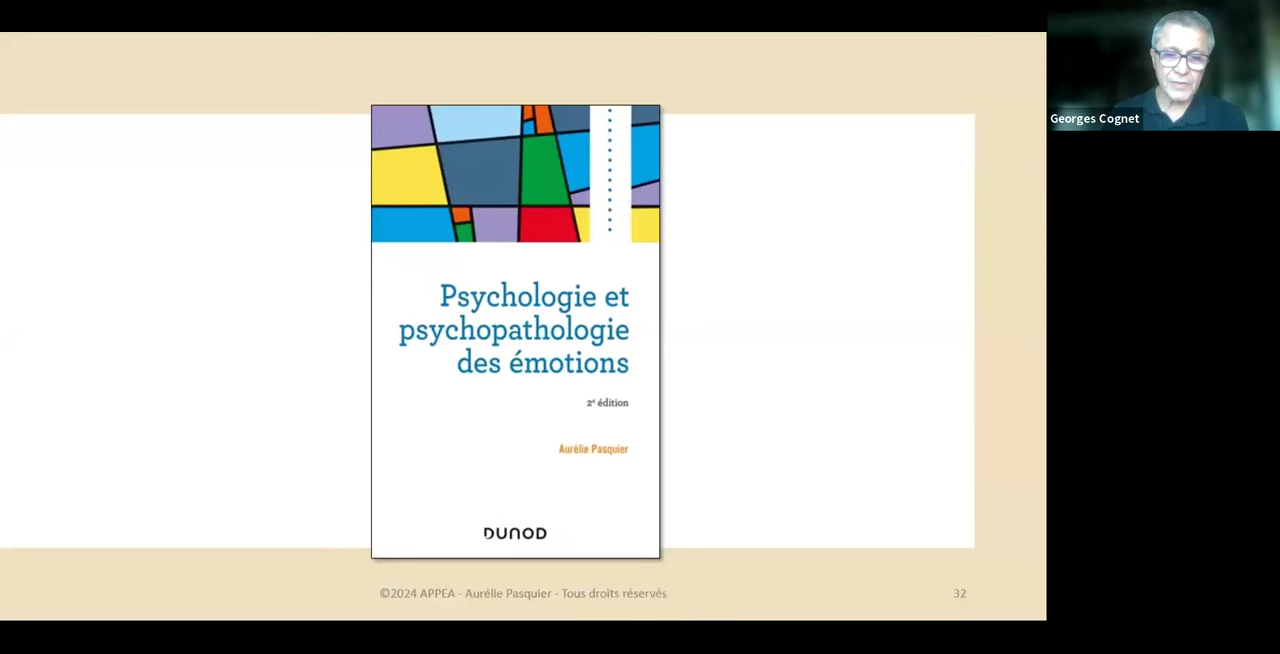 Georges Cognet
Psychologie et
psychopathologie
des émotions
2e édition
Aurélie Pasquier
DUNOD
©2024 APPEA - Aurélie Pasquier - Tous droits réservés
32